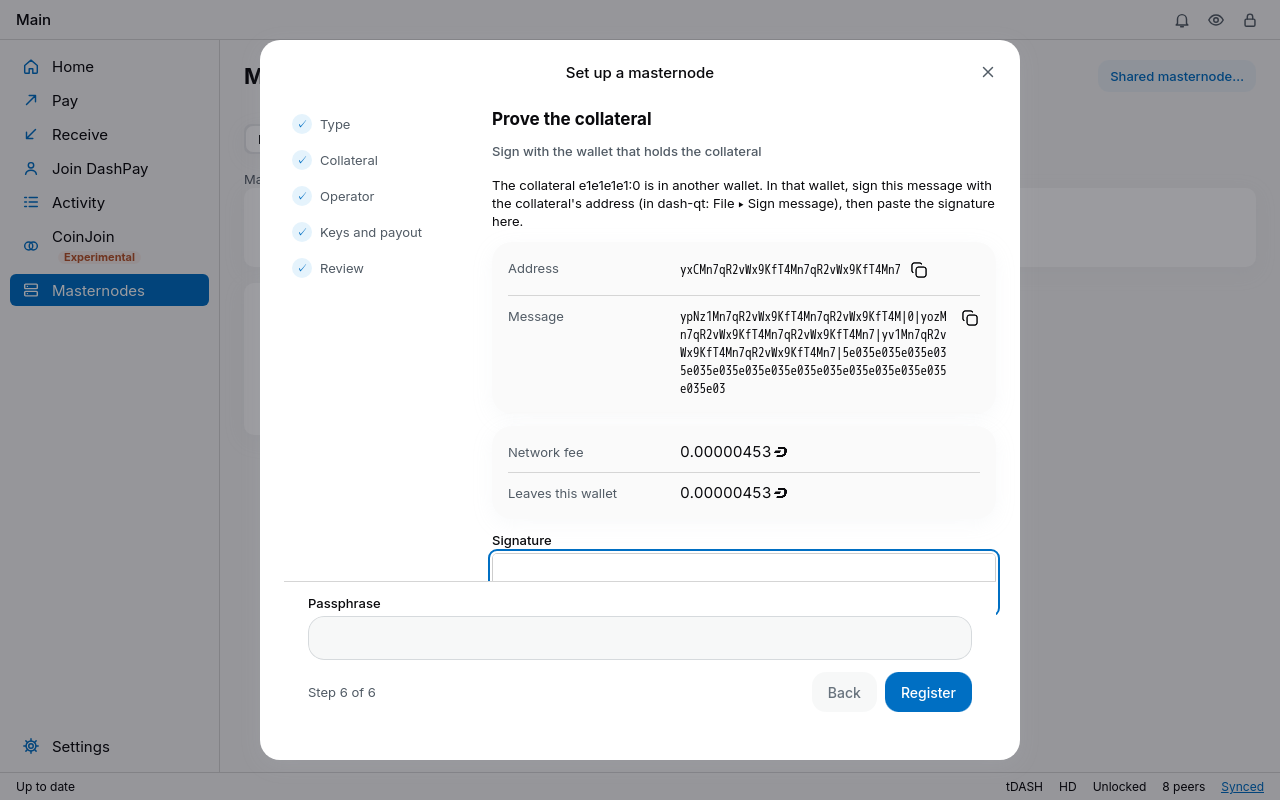 Main
Home
Pay
Receive
Join DashPay
Activity
CoinJoin
Experimental
Masternodes
Settings
Shared masternode...
Set up a masternode
✓ Type
✓ Collateral
✓ Operator
✓ Keys and payout
✓ Review
Prove the collateral
Sign with the wallet that holds the collateral
The collateral e1e1e1e1:0 is in another wallet. In that wallet, sign this message with
the collateral's address (in dash-qt: File ▸ Sign message), then paste the signature
here.
Address yxCMn7qR2vWx9KfT4Mn7qR2vWx9KfT4Mn7
Message ypNz1Mn7qR2vWx9KfT4Mn7qR2vWx9KfT4M|0|yozM
n7qR2vWx9KfT4Mn7qR2vWx9KfT4Mn7|yv1Mn7qR2v
Wx9KfT4Mn7qR2vWx9KfT4Mn7|5e035e035e035e03
5e035e035e035e035e035e035e035e035e035e035
e035e03
Network fee 0.00000453
Leaves this wallet 0.00000453
Signature
Passphrase
Step 6 of 6
Back
Register
Up to date
tDASH HD Unlocked 8 peers Synced